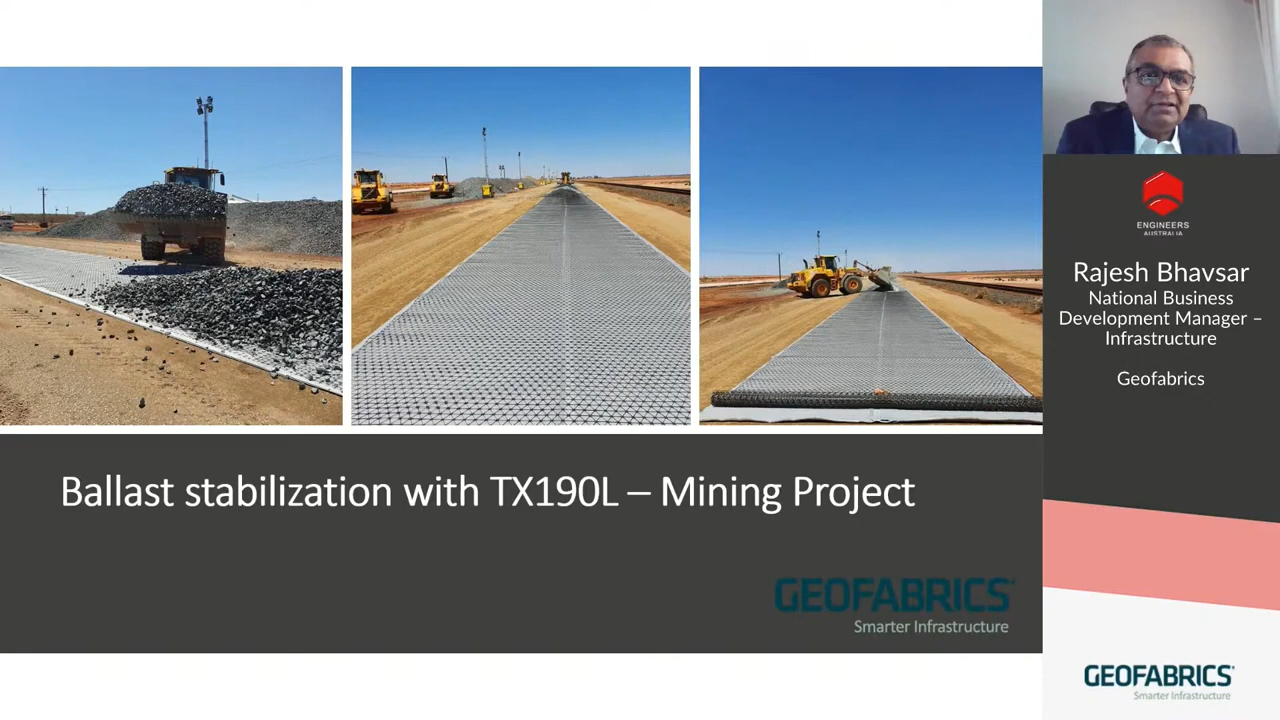 Ballast stabilization with TX190L – Mining Project
GEOFABRICS
Smarter Infrastructure
ENGINEERS
AUSTRALIA
Rajesh Bhavsar
National Business
Development Manager –
Infrastructure
Geofabrics
GEOFABRICS
Smarter Infrastructure